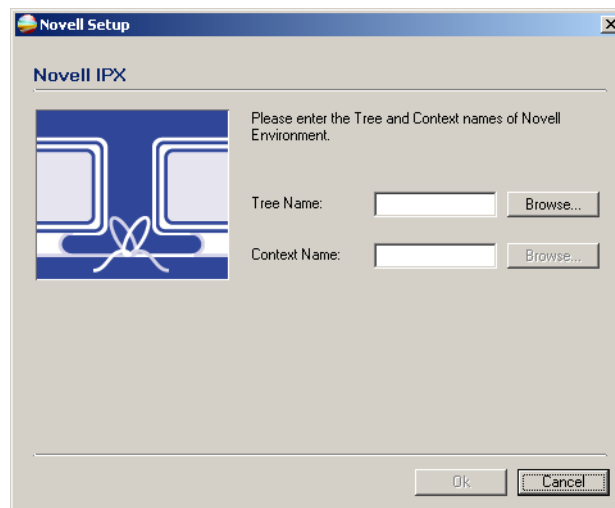 Novell Setup
Novell IPX
Please enter the Tree and Context names of Novell
Environment.
Tree Name:
Browse...
Context Name:
Browse...
Ok
Cancel